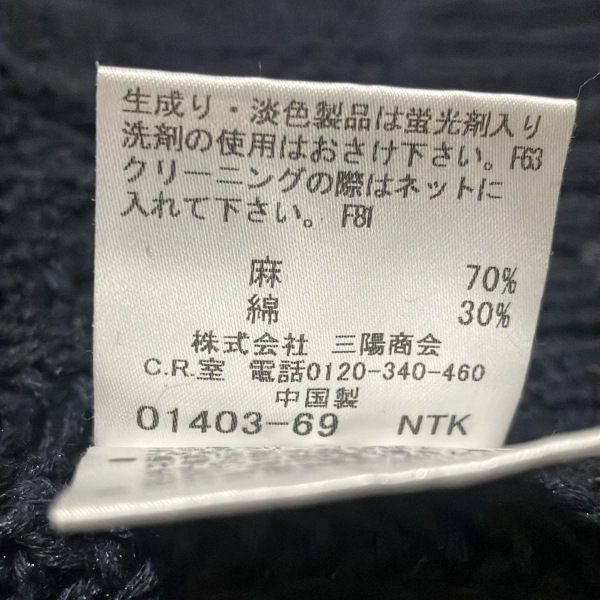 生成り・淡色製品は蛍光剤入り
洗剤の使用はおさけ下さい。F63
クリーニングの際はネットに
入れて下さい。F81
麻 70%
綿 30%
株式会社 三陽商会
C.R.室 電話0120-340-460
中国製
01403-69 NTK